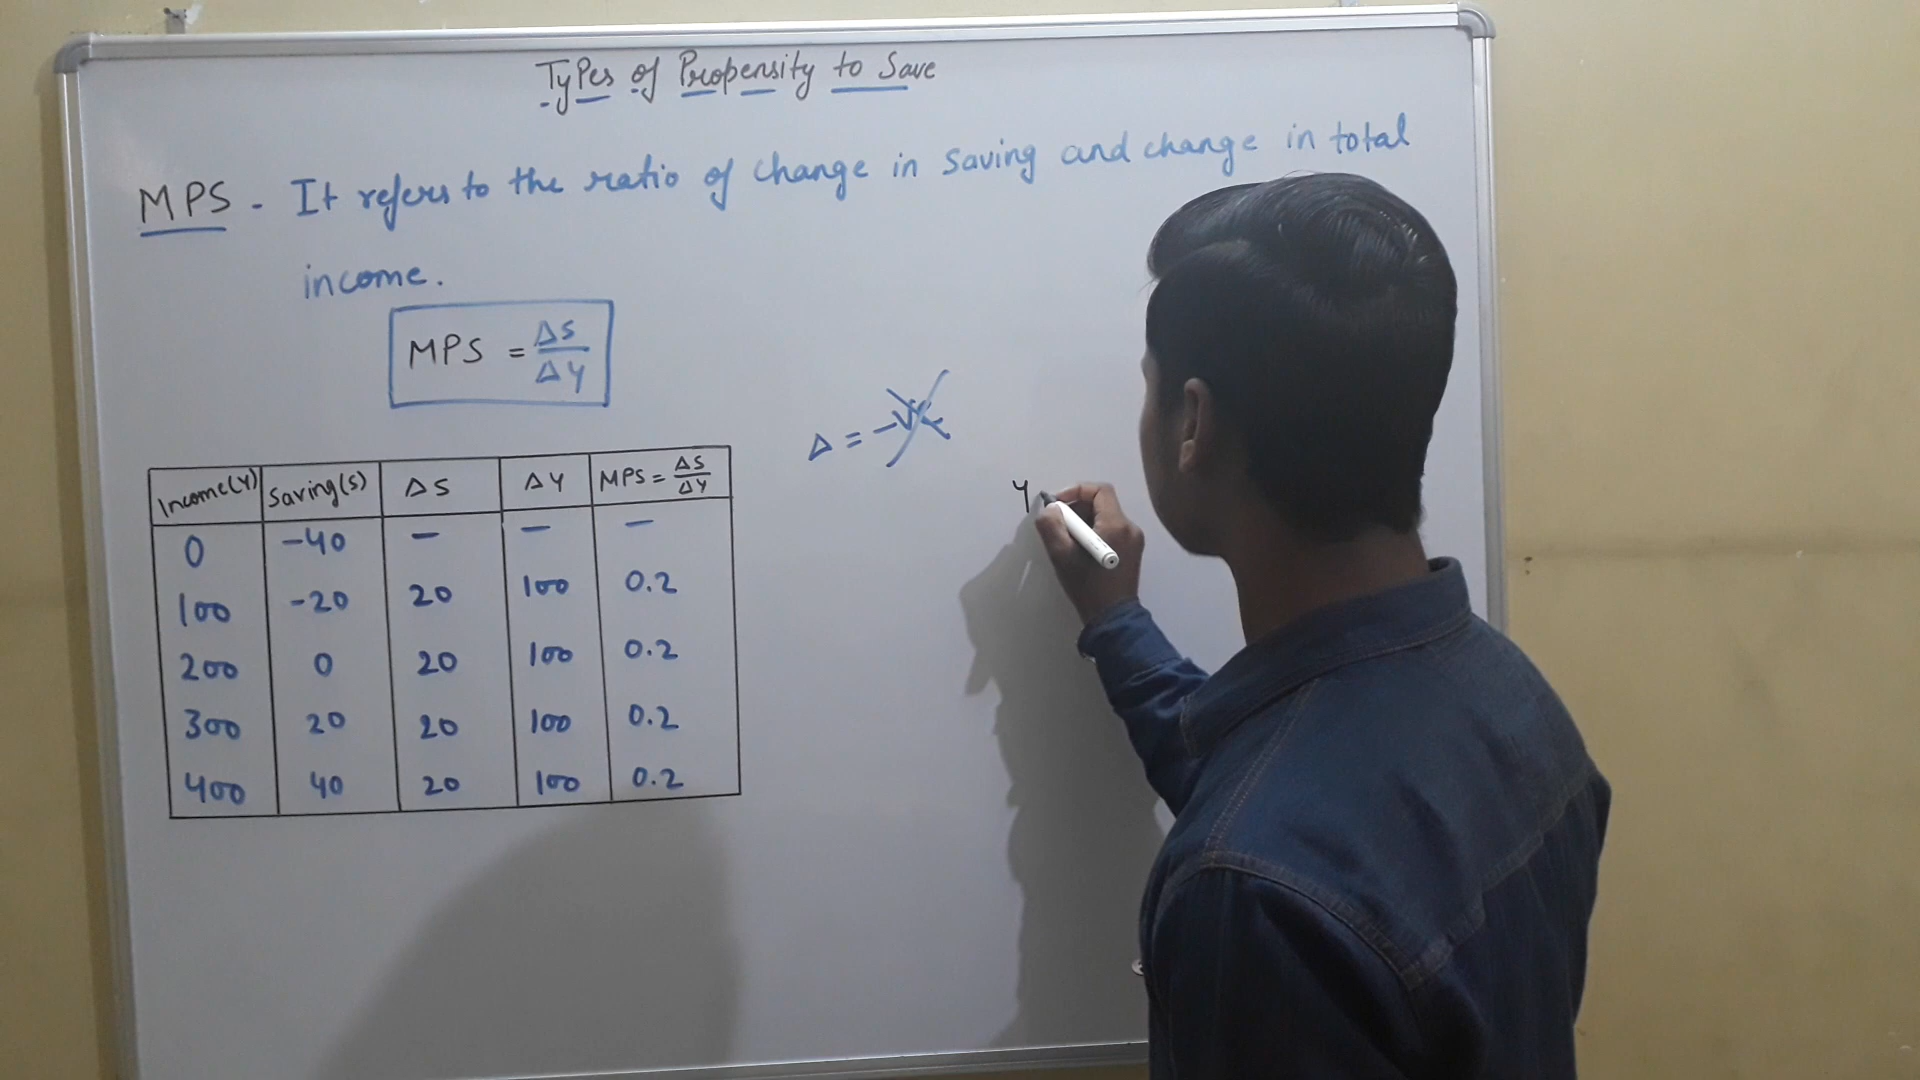 Types of Propensity to Save
MPS - It refers to the ratio of change in saving and change in total
income.
MPS = ΔS/ΔY
Δ =
Y
Income(Y) Saving(S) ΔS ΔY MPS = ΔS/ΔY
0 -40 - - -
100 -20 20 100 0.2
200 0 20 100 0.2
300 20 20 100 0.2
400 40 20 100 0.2